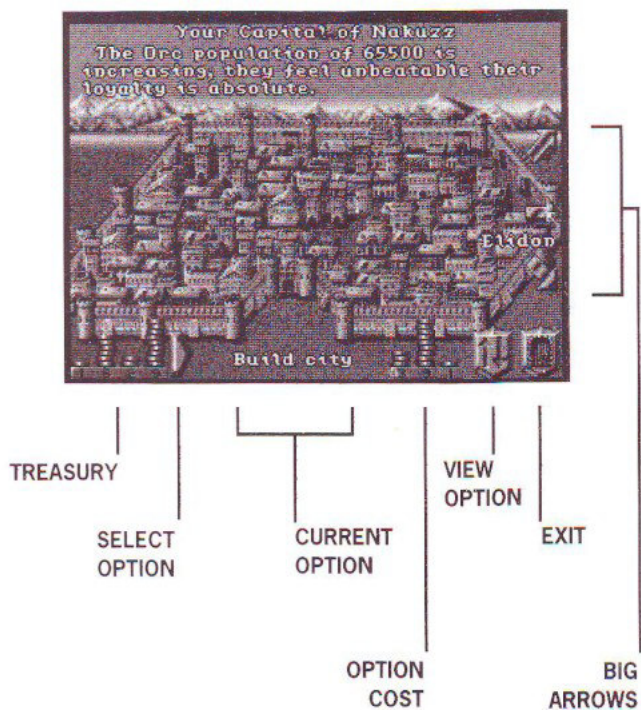 Your Capital of Nakuzz
The Orc population of 65500 is
increasing, they feel unbeatable their
loyalty is absolute.
Elidon
Build city
TREASURY
SELECT
OPTION
CURRENT
OPTION
VIEW
OPTION
EXIT
OPTION
COST
BIG
ARROWS